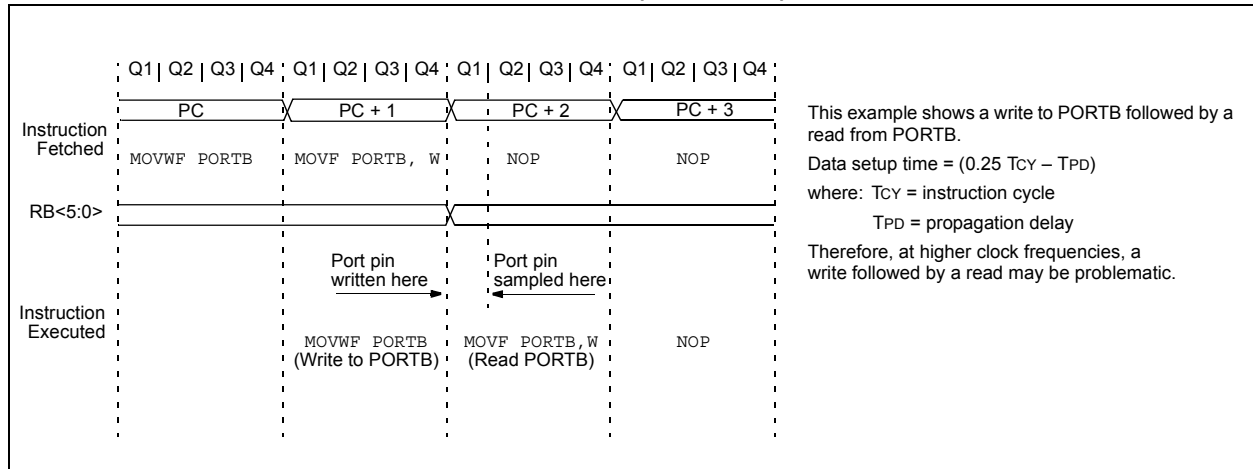 Q1 | Q2 | Q3 | Q4 Q1 | Q2 | Q3 | Q4 Q1 | Q2 | Q3 | Q4 Q1 | Q2 | Q3 | Q4
PC PC + 1 PC + 2 PC + 3
Instruction
Fetched
MOVWF PORTB MOVF PORTB, W NOP NOP
RB<5:0>
Port pin
written here
Port pin
sampled here
Instruction
Executed
MOVWF PORTB
(Write to PORTB)
MOVF PORTB,W
(Read PORTB)
NOP
This example shows a write to PORTB followed by a
read from PORTB.
Data setup time = (0.25 TCY – TPD)
where: TCY = instruction cycle
TPD = propagation delay
Therefore, at higher clock frequencies, a
write followed by a read may be problematic.